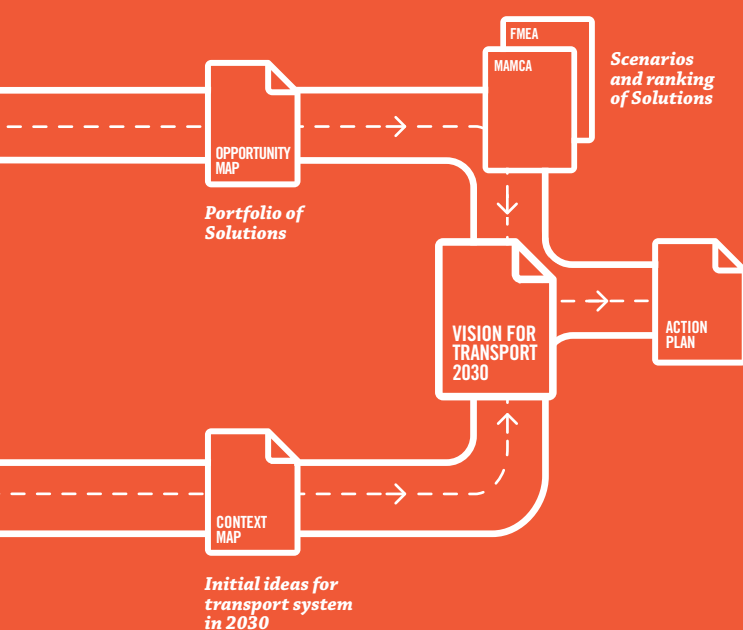 FMEA
MAMCA
Scenarios
and ranking
of Solutions
OPPORTUNITY
MAP
Portfolio of
Solutions
VISION FOR
TRANSPORT
2030
ACTION
PLAN
CONTEXT
MAP
Initial ideas for
transport system
in 2030